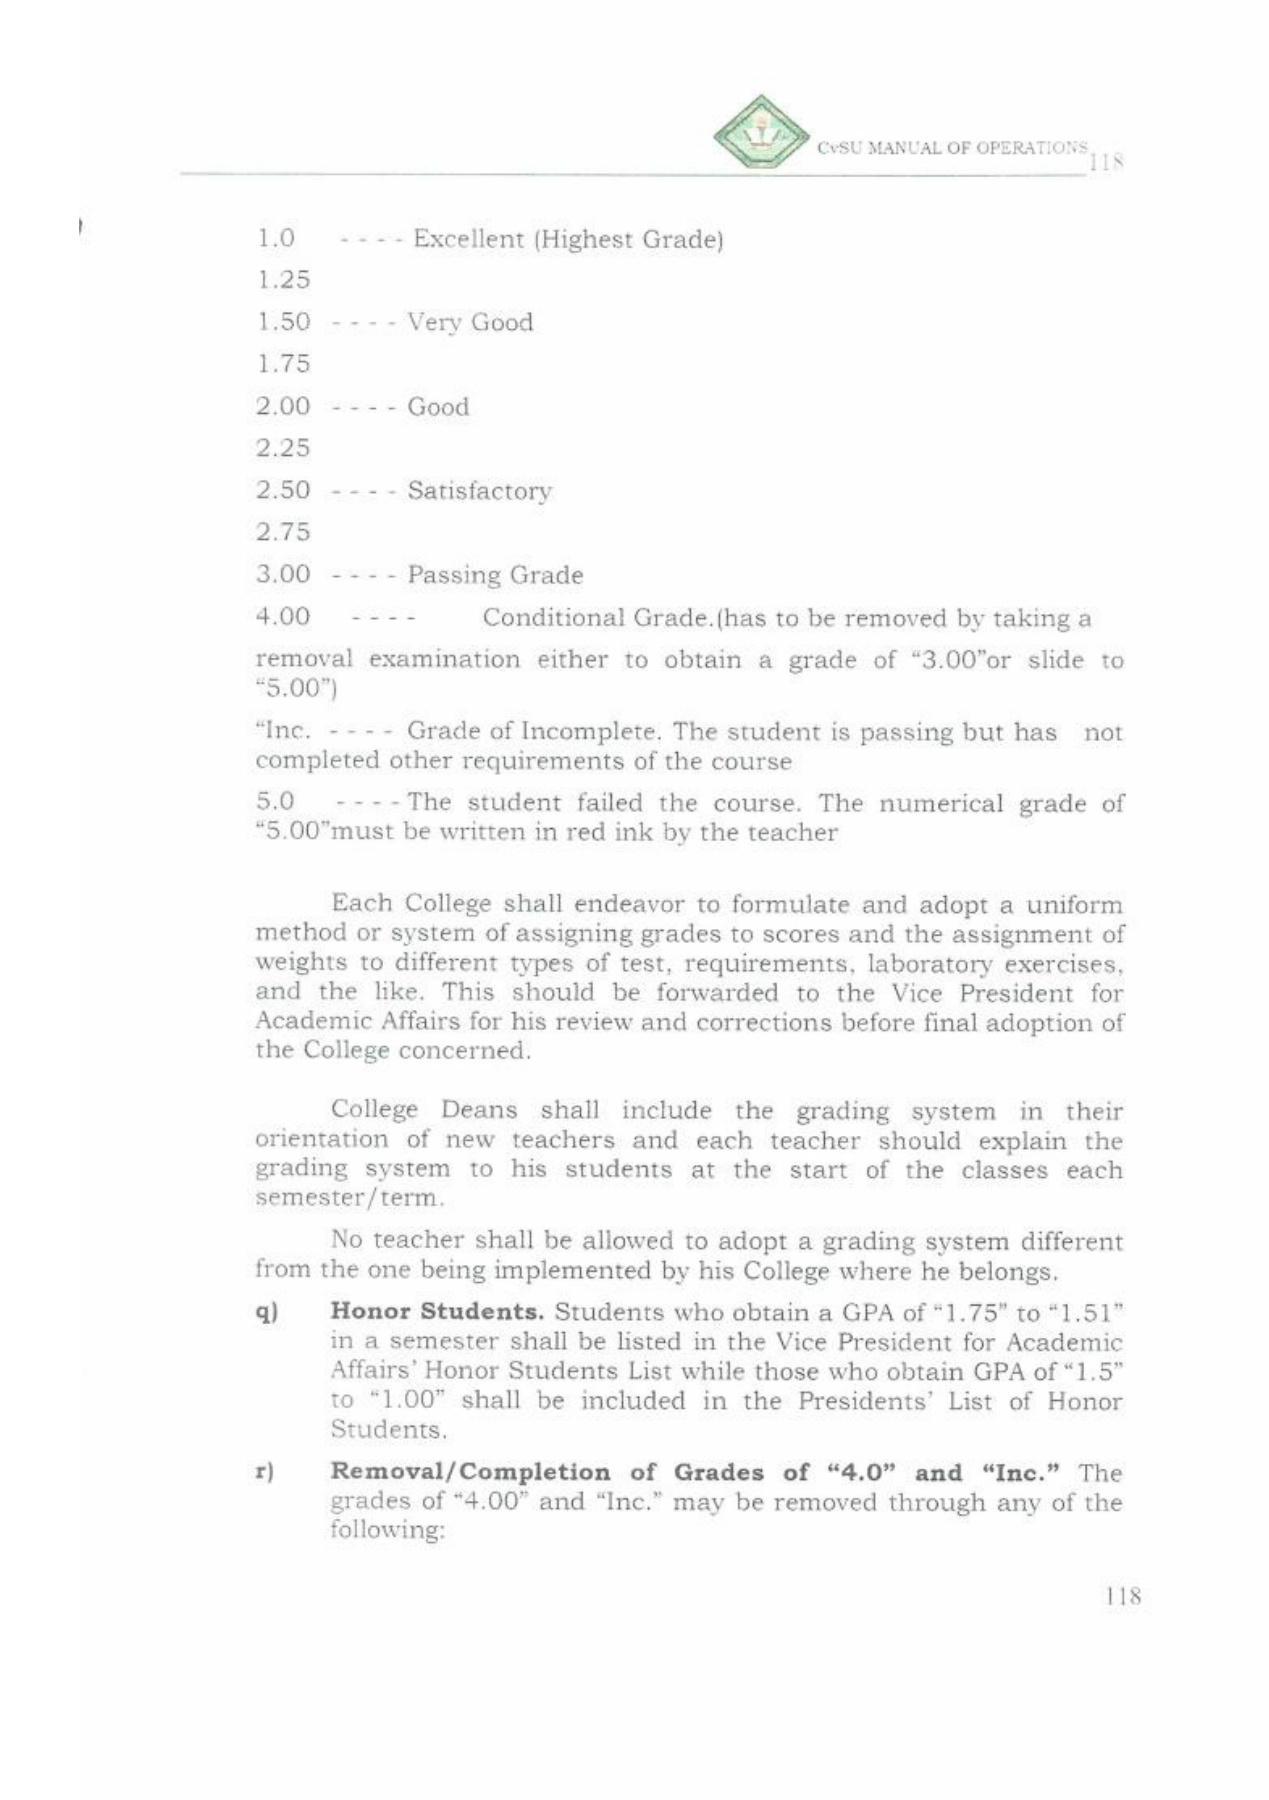 CvSU MANUAL OF OPERATIONS 118
1.0 - - - - Excellent (Highest Grade)
1.25
1.50 - - - - Very Good
1.75
2.00 - - - - Good
2.25
2.50 - - - - Satisfactory
2.75
3.00 - - - - Passing Grade
4.00 - - - - Conditional Grade.(has to be removed by taking a
removal examination either to obtain a grade of “3.00”or slide to
“5.00”)
“Inc. - - - - Grade of Incomplete. The student is passing but has not
completed other requirements of the course
5.0 - - - - The student failed the course. The numerical grade of
“5.00”must be written in red ink by the teacher
Each College shall endeavor to formulate and adopt a uniform
method or system of assigning grades to scores and the assignment of
weights to different types of test, requirements, laboratory exercises,
and the like. This should be forwarded to the Vice President for
Academic Affairs for his review and corrections before final adoption of
the College concerned.
College Deans shall include the grading system in their
orientation of new teachers and each teacher should explain the
grading system to his students at the start of the classes each
semester/term.
No teacher shall be allowed to adopt a grading system different
from the one being implemented by his College where he belongs.
q) Honor Students. Students who obtain a GPA of “1.75” to “1.51”
in a semester shall be listed in the Vice President for Academic
Affairs’ Honor Students List while those who obtain GPA of “1.5”
to “1.00” shall be included in the Presidents’ List of Honor
Students.
r) Removal/Completion of Grades of “4.0” and “Inc.” The
grades of “4.00” and “Inc.” may be removed through any of the
following:
118